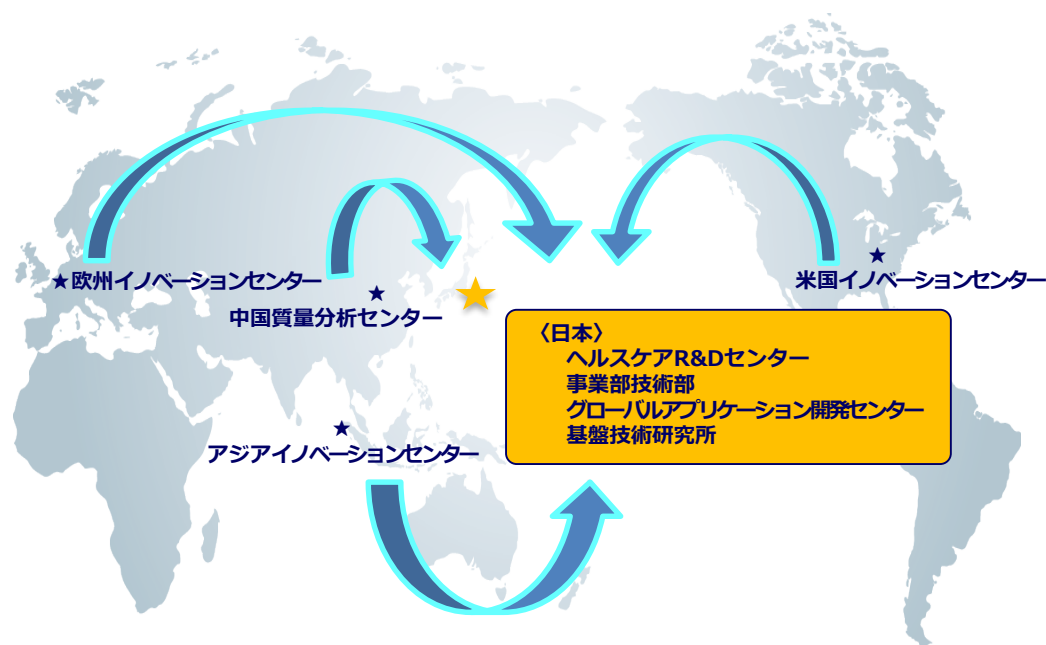 ★欧州イノベーションセンター
★
中国質量分析センター
★
米国イノベーションセンター
〈日本〉
ヘルスケアR&Dセンター
事業部技術部
グローバルアプリケーション開発センター
基盤技術研究所
★
アジアイノベーションセンター